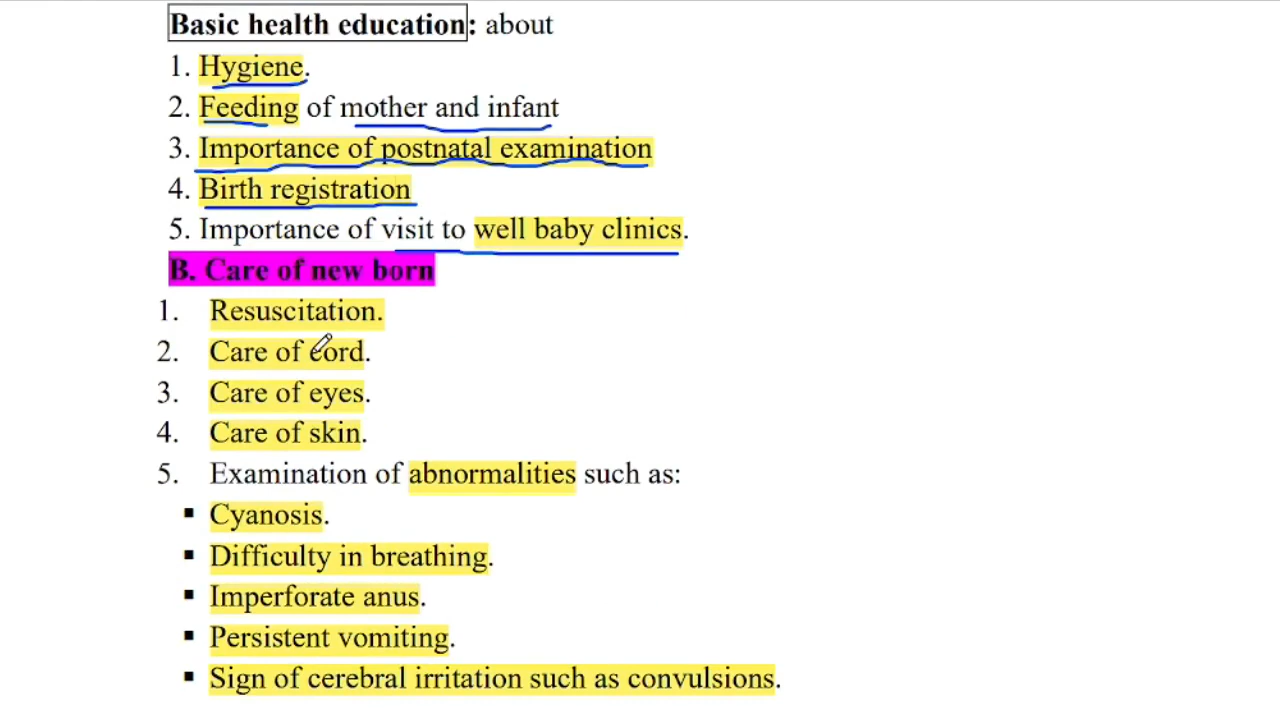 Basic health education: about
1. Hygiene.
2. Feeding of mother and infant
3. Importance of postnatal examination
4. Birth registration
5. Importance of visit to well baby clinics.
B. Care of new born
1. Resuscitation.
2. Care of cord.
3. Care of eyes.
4. Care of skin.
5. Examination of abnormalities such as:
▪ Cyanosis.
▪ Difficulty in breathing.
▪ Imperforate anus.
▪ Persistent vomiting.
▪ Sign of cerebral irritation such as convulsions.